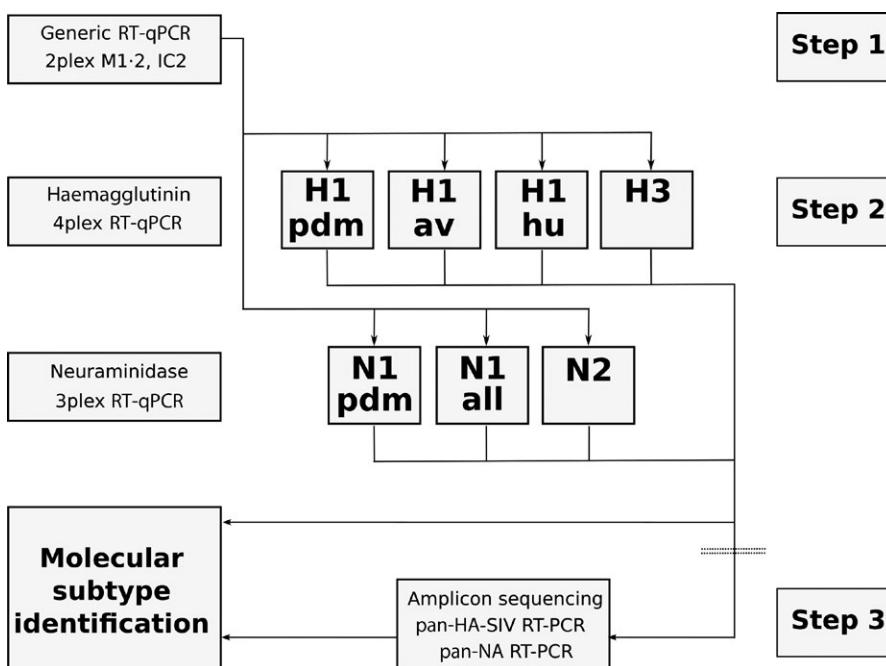 Generic RT-qPCR
2plex M1·2, IC2
Step 1
Haemagglutinin
4plex RT-qPCR
H1
pdm
H1
av
H1
hu
H3
Step 2
Neuraminidase
3plex RT-qPCR
N1
pdm
N1
all
N2
Molecular
subtype
identification
Amplicon sequencing
pan-HA-SIV RT-PCR
pan-NA RT-PCR
Step 3